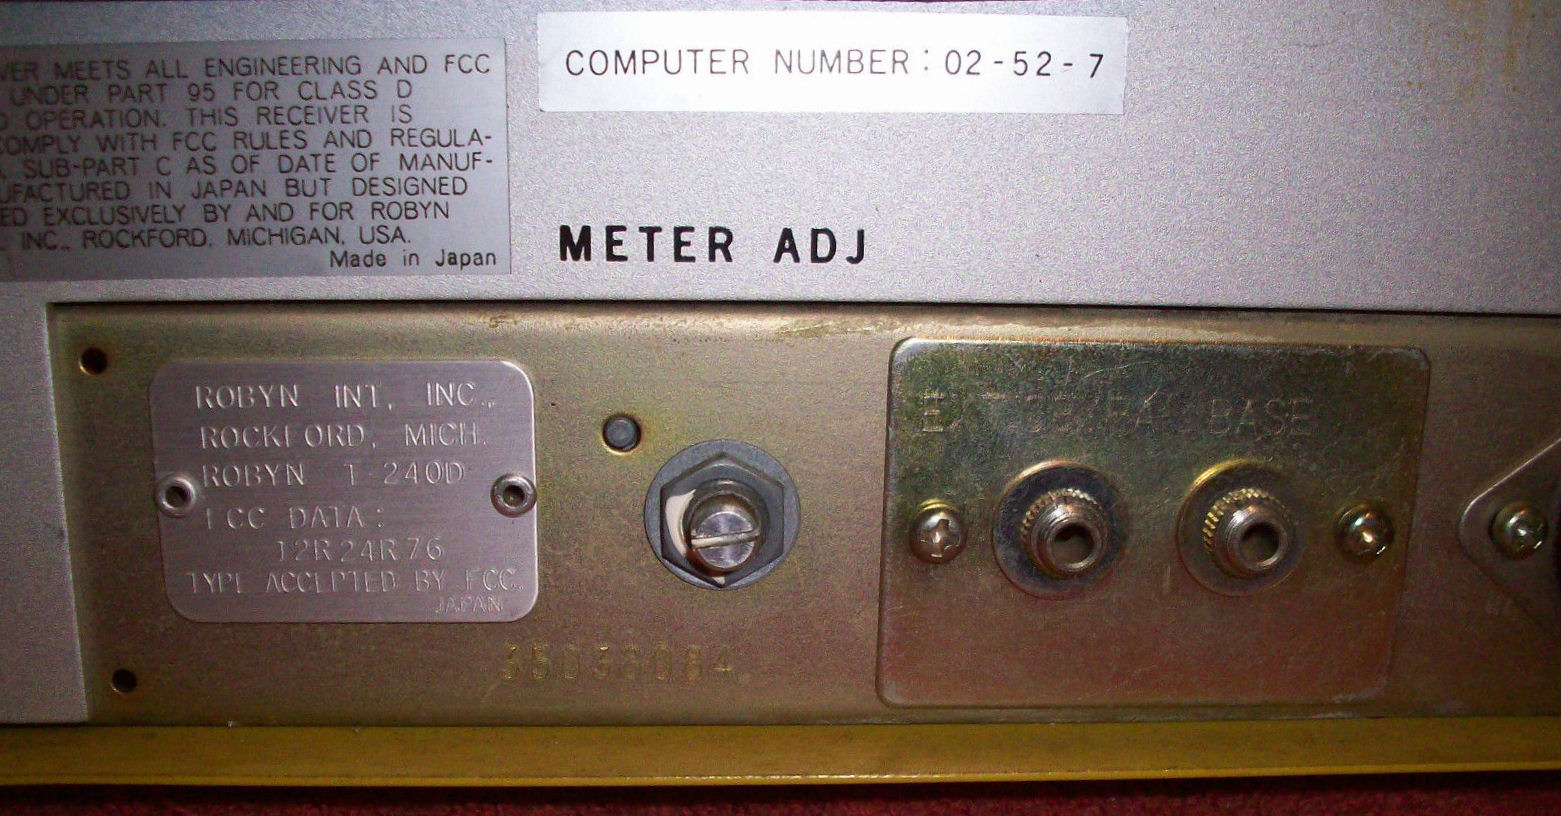 VER MEETS ALL ENGINEERING AND FCC
UNDER PART 95 FOR CLASS D
OPERATION. THIS RECEIVER IS
COMPLY WITH FCC RULES AND REGULA-
SUB-PART C AS OF DATE OF MANUF-
UFACTURED IN JAPAN BUT DESIGNED
ED EXCLUSIVELY BY AND FOR ROBYN
INC., ROCKFORD, MICHIGAN, USA.
Made in Japan
COMPUTER NUMBER: 02-52-7
METER ADJ
ROBYN INT, INC.,
ROCKFORD, MICH.
ROBYN T-240D
FCC DATA:
12R24R76
TYPE ACCEPTED BY FCC.
JAPAN
EXT BASE